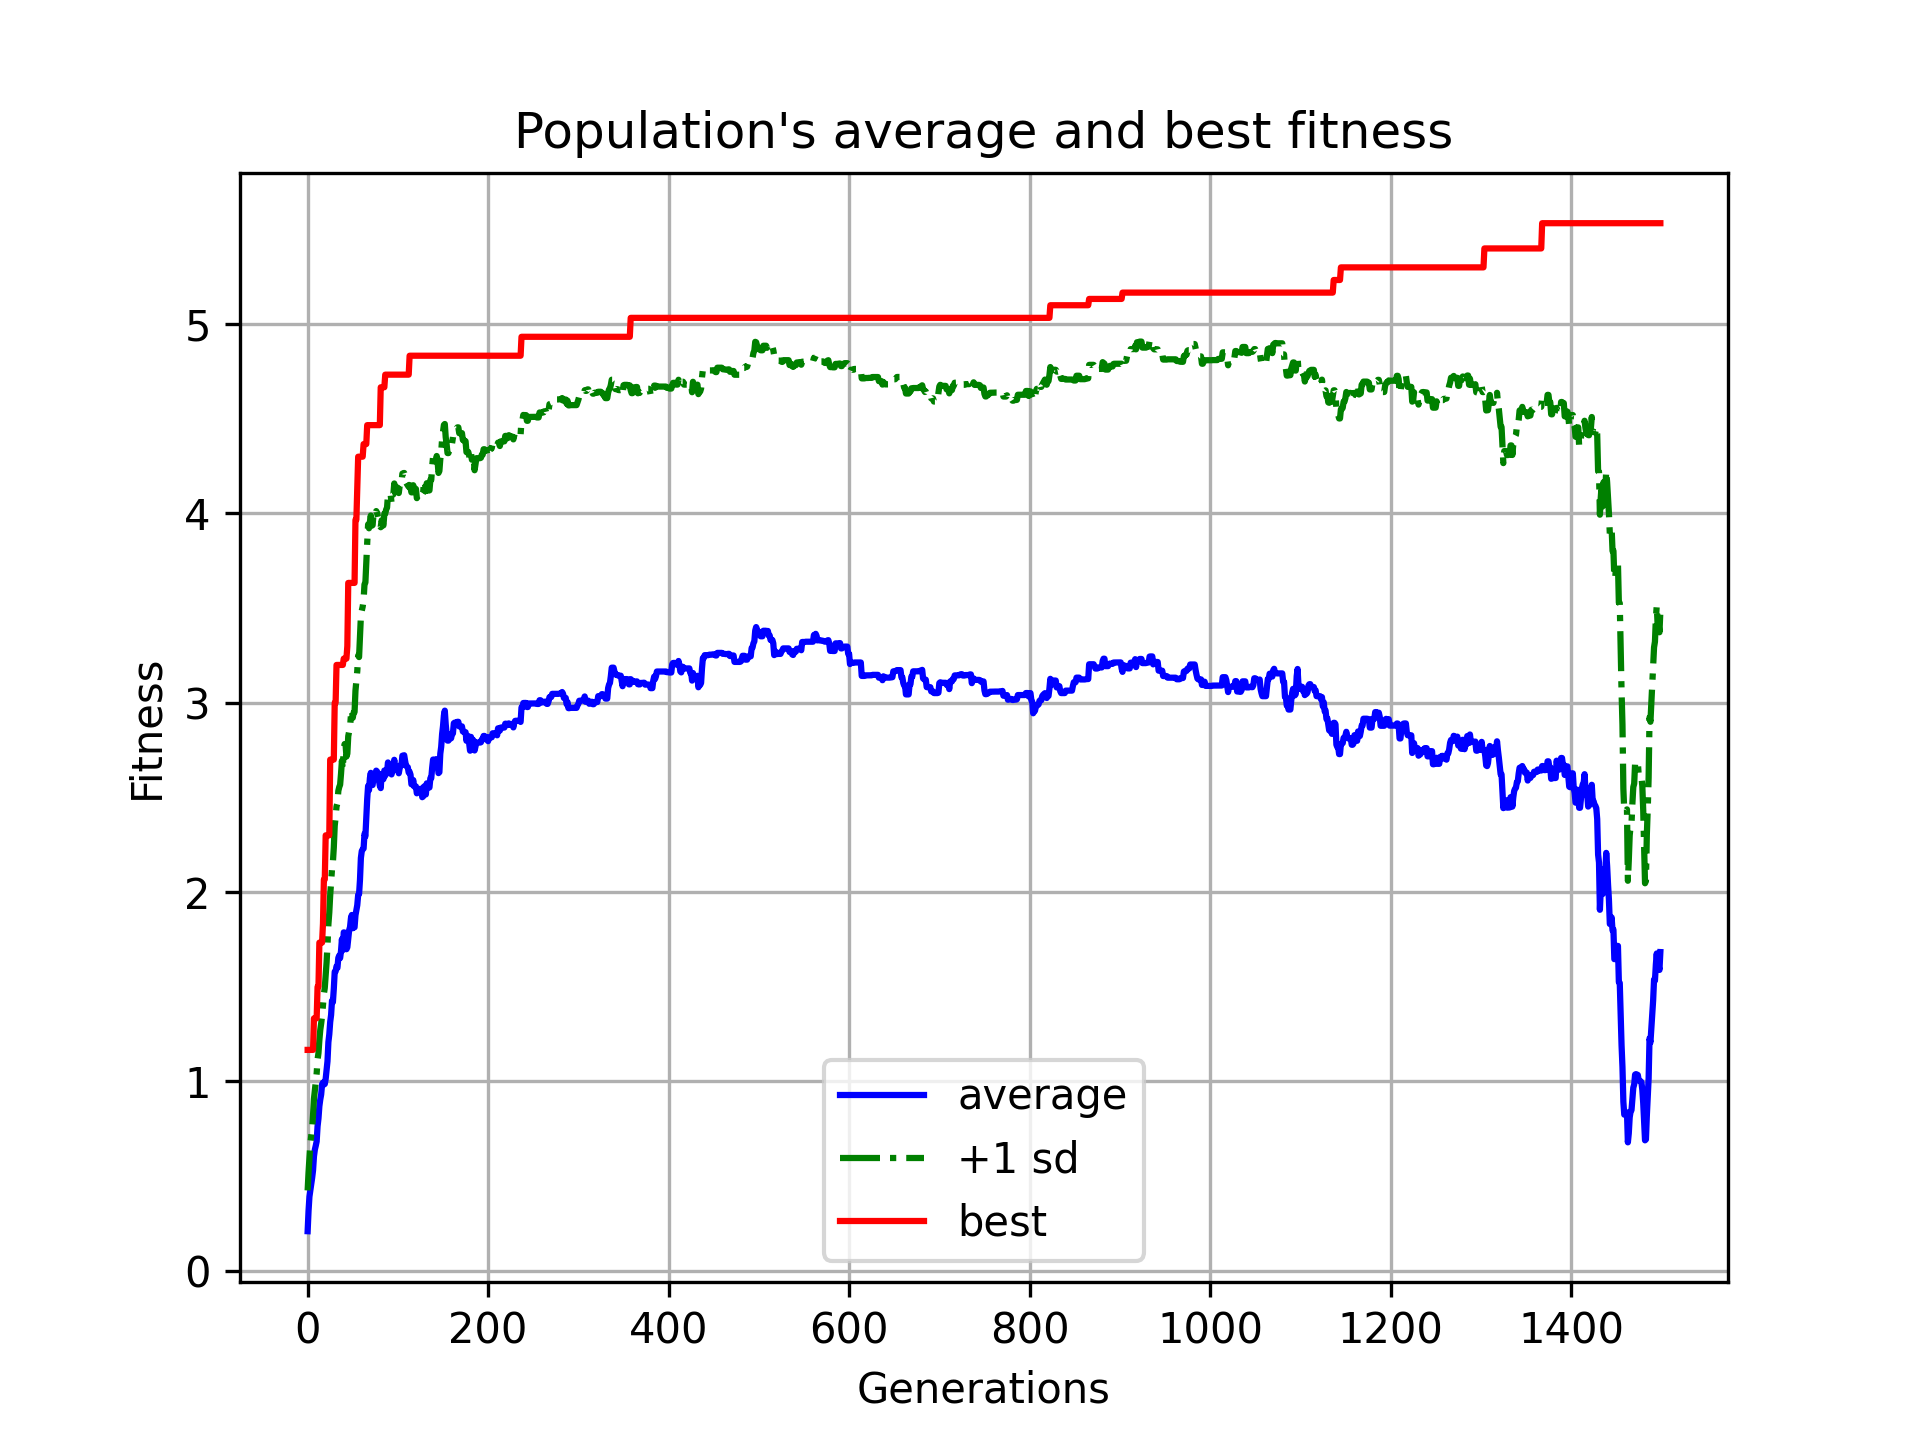 Population's average and best fitness
Fitness
5
4
3
2
1
0
average
+1 sd
best
0 200 400 600 800 1000 1200 1400
Generations